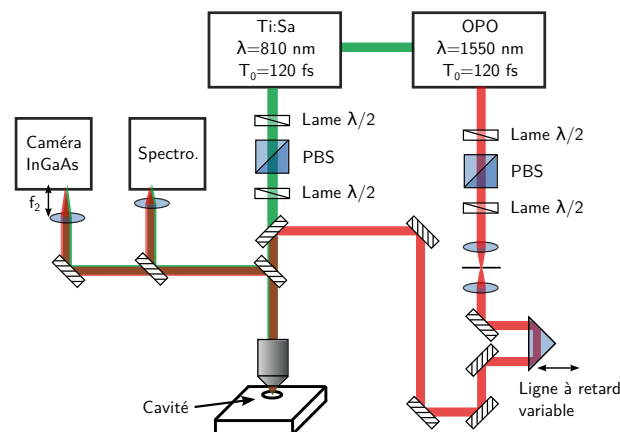 Ti:Sa
λ=810 nm
T0=120 fs
OPO
λ=1550 nm
T0=120 fs
Caméra
InGaAs
Spectro.
Lame λ/2
PBS
Lame λ/2
Lame λ/2
PBS
Lame λ/2
f2
Cavité
Ligne à retard
variable